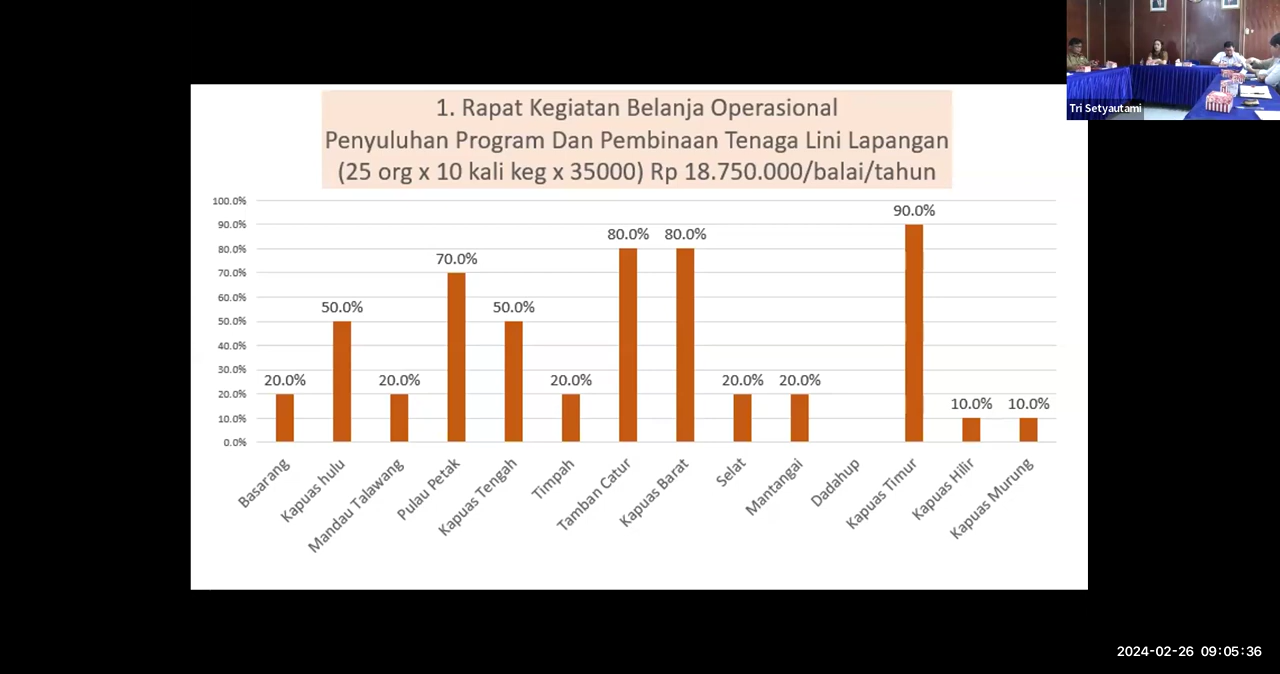 1. Rapat Kegiatan Belanja Operasional
Penyuluhan Program Dan Pembinaan Tenaga Lini Lapangan
(25 org x 10 kali keg x 35000) Rp 18.750.000/balai/tahun
Tri Setyautami
100.0%
90.0%
80.0%
70.0%
60.0%
50.0%
40.0%
30.0%
20.0%
10.0%
0.0%
20.0%
50.0%
20.0%
70.0%
50.0%
20.0%
80.0%
80.0%
20.0%
20.0%
90.0%
10.0%
10.0%
Basarang
Kapuas hulu
Mandau Talawang
Pulau Petak
Kapuas Tengah
Timpah
Tamban Catur
Kapuas Barat
Selat
Mantangai
Dadahup
Kapuas Timur
Kapuas Hilir
Kapuas Murung
2024-02-26 09:05:36